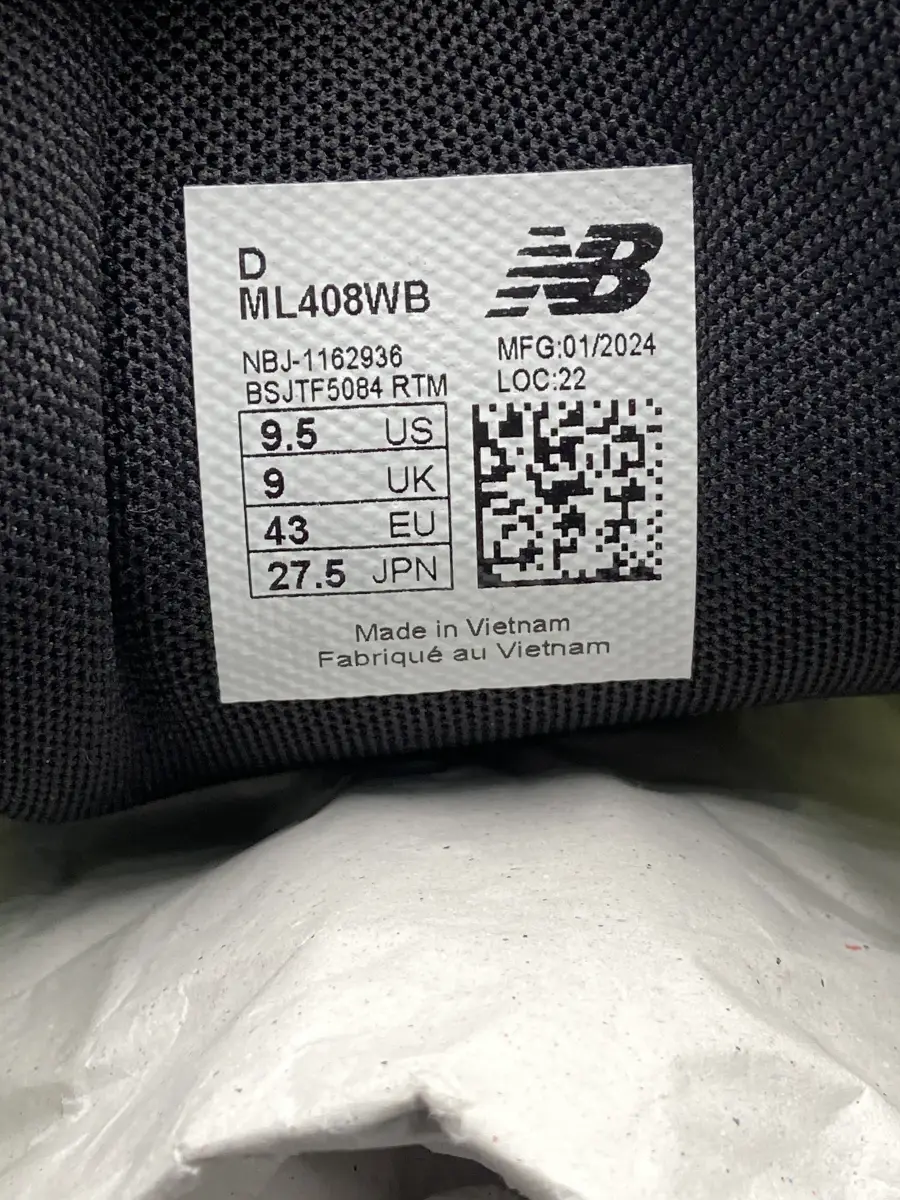 D
ML408WB
NB
NBJ-1162936
BSJTF5084 RTM
MFG:01/2024
LOC:22
9.5 US
9 UK
43 EU
27.5 JPN
Made in Vietnam
Fabriqué au Vietnam